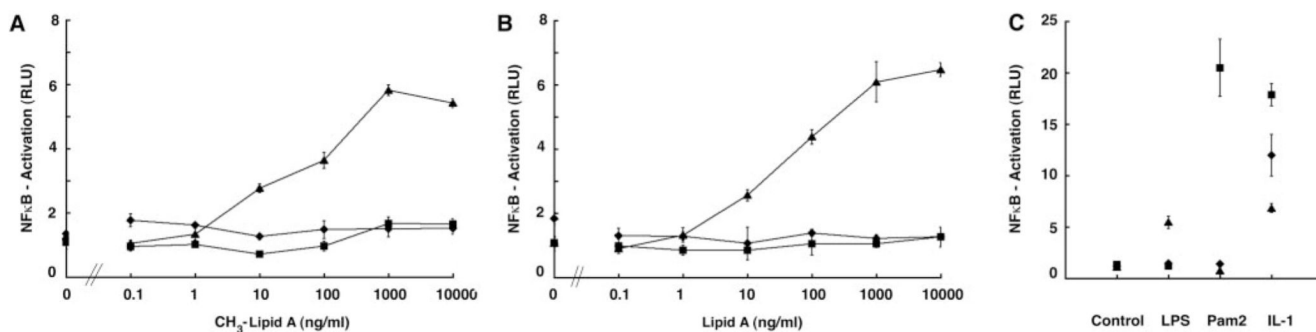 A
NFκB - Activation (RLU)
8
6
4
2
0
0
0.1
1
10
100
1000
10000
CH3-Lipid A (ng/ml)
B
NFκB - Activation (RLU)
8
6
4
2
0
0
0.1
1
10
100
1000
10000
Lipid A (ng/ml)
C
NFκB - Activation (RLU)
25
20
15
10
5
0
Control
LPS
Pam2
IL-1